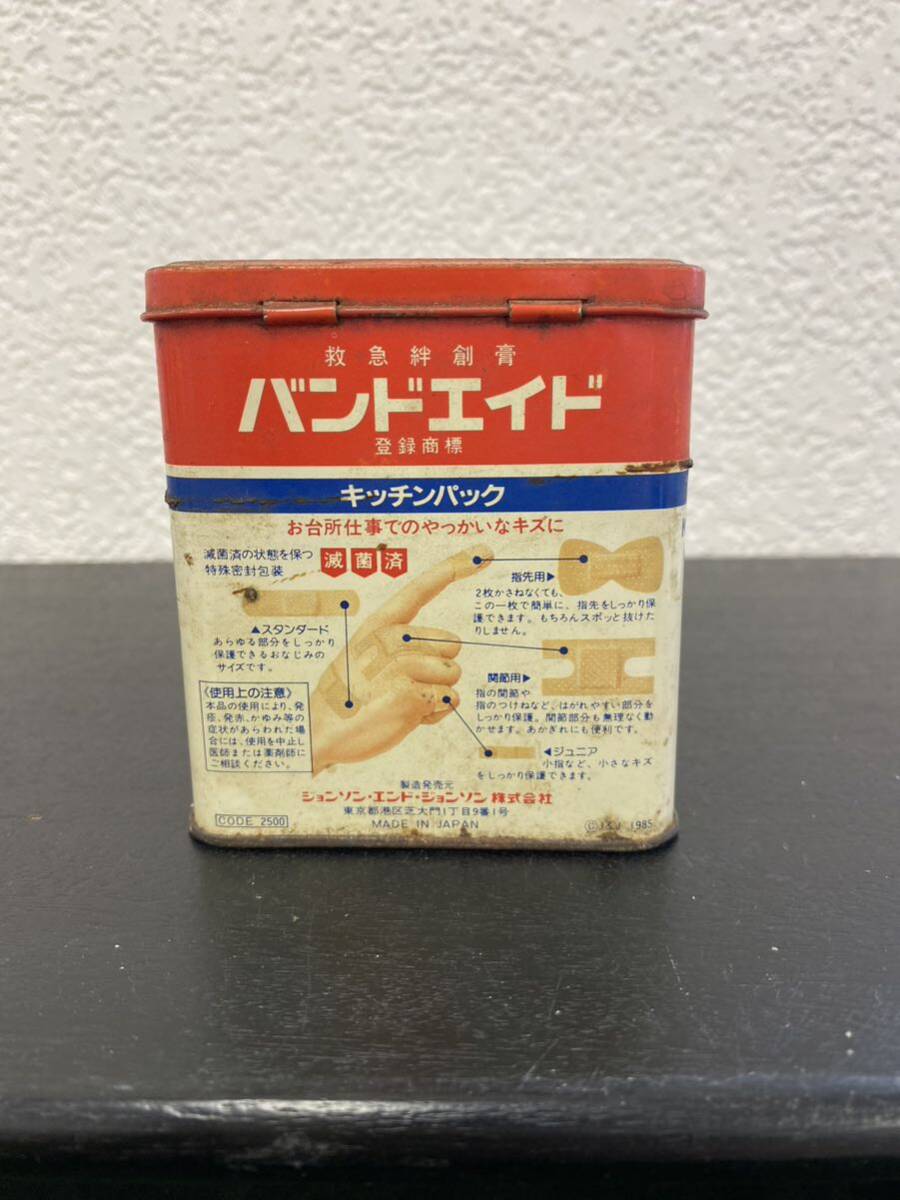 救急絆創膏
バンドエイド
登録商標
キッチンパック
お台所仕事でのやっかいなキズに
滅菌済の状態を保つ
特殊密封包装
滅菌済
指先用▶
2枚かさねなくても、
この一枚で簡単に、指先をしっかり保
護できます。もちろんスポッと抜けた
りしません。
▲スタンダード
あらゆる部分をしっかり
保護できるおなじみの
サイズです。
関節用▶
指の関節や
指のつけねなど、はがれやすい部分を
しっかり保護。関節部分も無理なく動
かせます。あかぎれにも便利です。
《使用上の注意》
本品の使用により、発
疹、発赤、かゆみ等の
症状があらわれた場
合には、使用を中止し
医師または薬剤師に
ご相談ください。
◀ジュニア
小指など、小さなキズ
をしっかり保護できます。
製造発売元
ジョンソン・エンド・ジョンソン株式会社
東京都港区芝大門1丁目9番1号
MADE IN JAPAN
CODE 2500
©J&J 1985